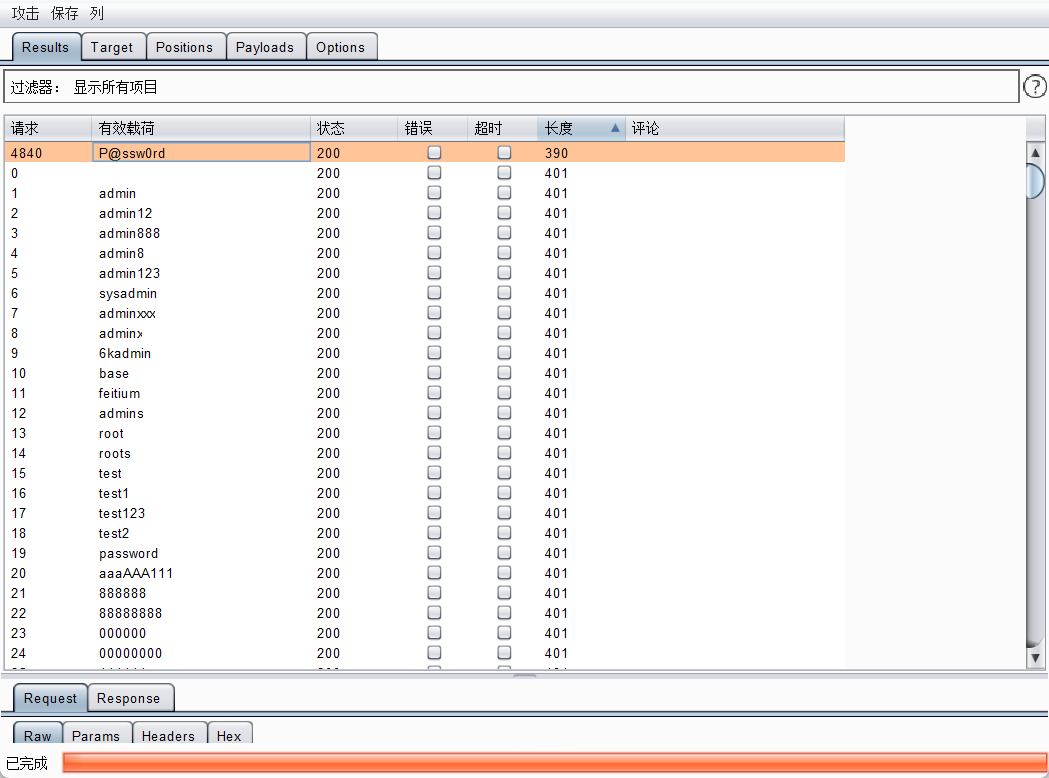 攻击 保存 列
Results Target Positions Payloads Options
过滤器： 显示所有项目 ?
请求 有效载荷 状态 错误 超时 长度 评论
4840 P@ssw0rd 200 390
0 200 401
1 admin 200 401
2 admin12 200 401
3 admin888 200 401
4 admin8 200 401
5 admin123 200 401
6 sysadmin 200 401
7 adminxxx 200 401
8 adminx 200 401
9 6kadmin 200 401
10 base 200 401
11 feitium 200 401
12 admins 200 401
13 root 200 401
14 roots 200 401
15 test 200 401
16 test1 200 401
17 test123 200 401
18 test2 200 401
19 password 200 401
20 aaaAAA111 200 401
21 888888 200 401
22 88888888 200 401
23 000000 200 401
24 00000000 200 401
Request Response
Raw Params Headers Hex
已完成